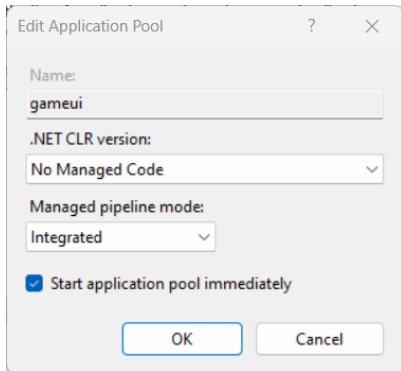 Edit Application Pool ?
Name:
gameui
.NET CLR version:
No Managed Code
Managed pipeline mode:
Integrated
Start application pool immediately
OK Cancel